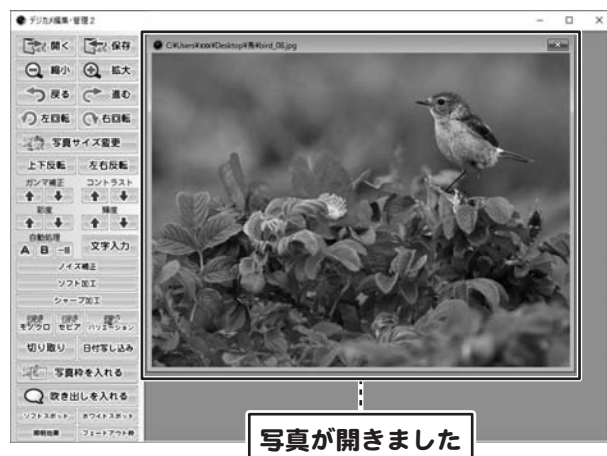 デジカメ編集・管理2
C:¥Users¥xxx¥Desktop¥鳥¥bird_08.jpg
開く 保存
縮小 拡大
戻る 進む
左回転 右回転
写真サイズ変更
上下反転 左右反転
ガンマ補正 コントラスト
彩度 輝度
自動処理
A B 一括 文字入力
ノイズ補正
ソフト加工
シャープ加工
モノクロ セピア バリエーション
切り取り 日付写し込み
写真枠を入れる
吹き出しを入れる
ソフトスポット ホワイトスポット
照明効果 フェードアウト枠
写真が開きました